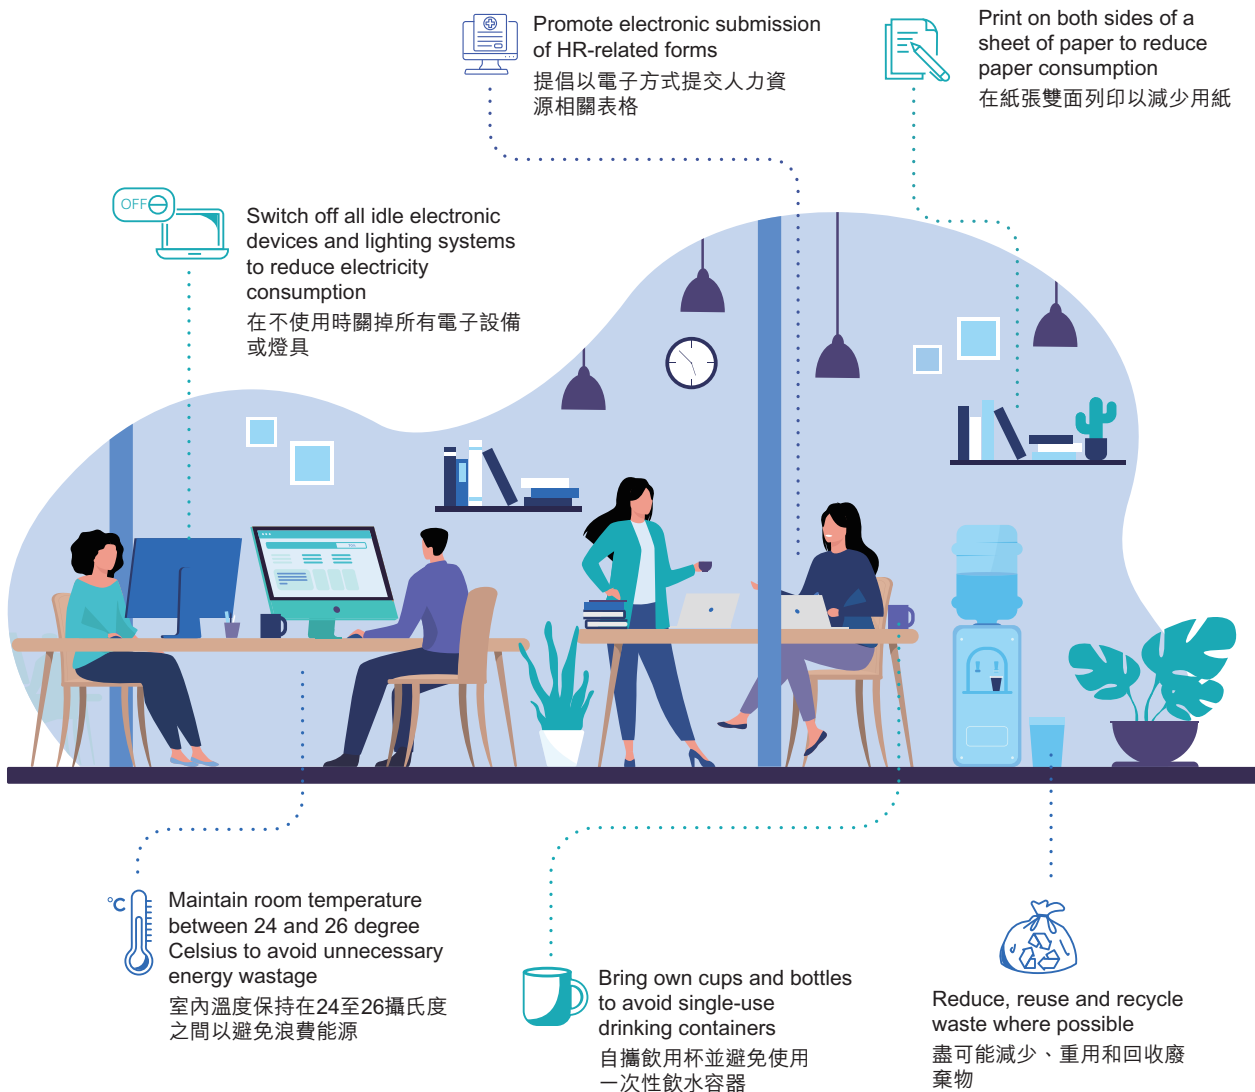 Promote electronic submission
of HR-related forms
提倡以電子方式提交人力資
源相關表格
Print on both sides of a
sheet of paper to reduce
paper consumption
在紙張雙面列印以減少用紙
OFF
Switch off all idle electronic
devices and lighting systems
to reduce electricity
consumption
在不使用時關掉所有電子設備
或燈具
°C
Maintain room temperature
between 24 and 26 degree
Celsius to avoid unnecessary
energy wastage
室內溫度保持在24至26攝氏度
之間以避免浪費能源
Bring own cups and bottles
to avoid single-use
drinking containers
自攜飲用杯並避免使用
一次性飲水容器
Reduce, reuse and recycle
waste where possible
盡可能減少、重用和回收廢
棄物